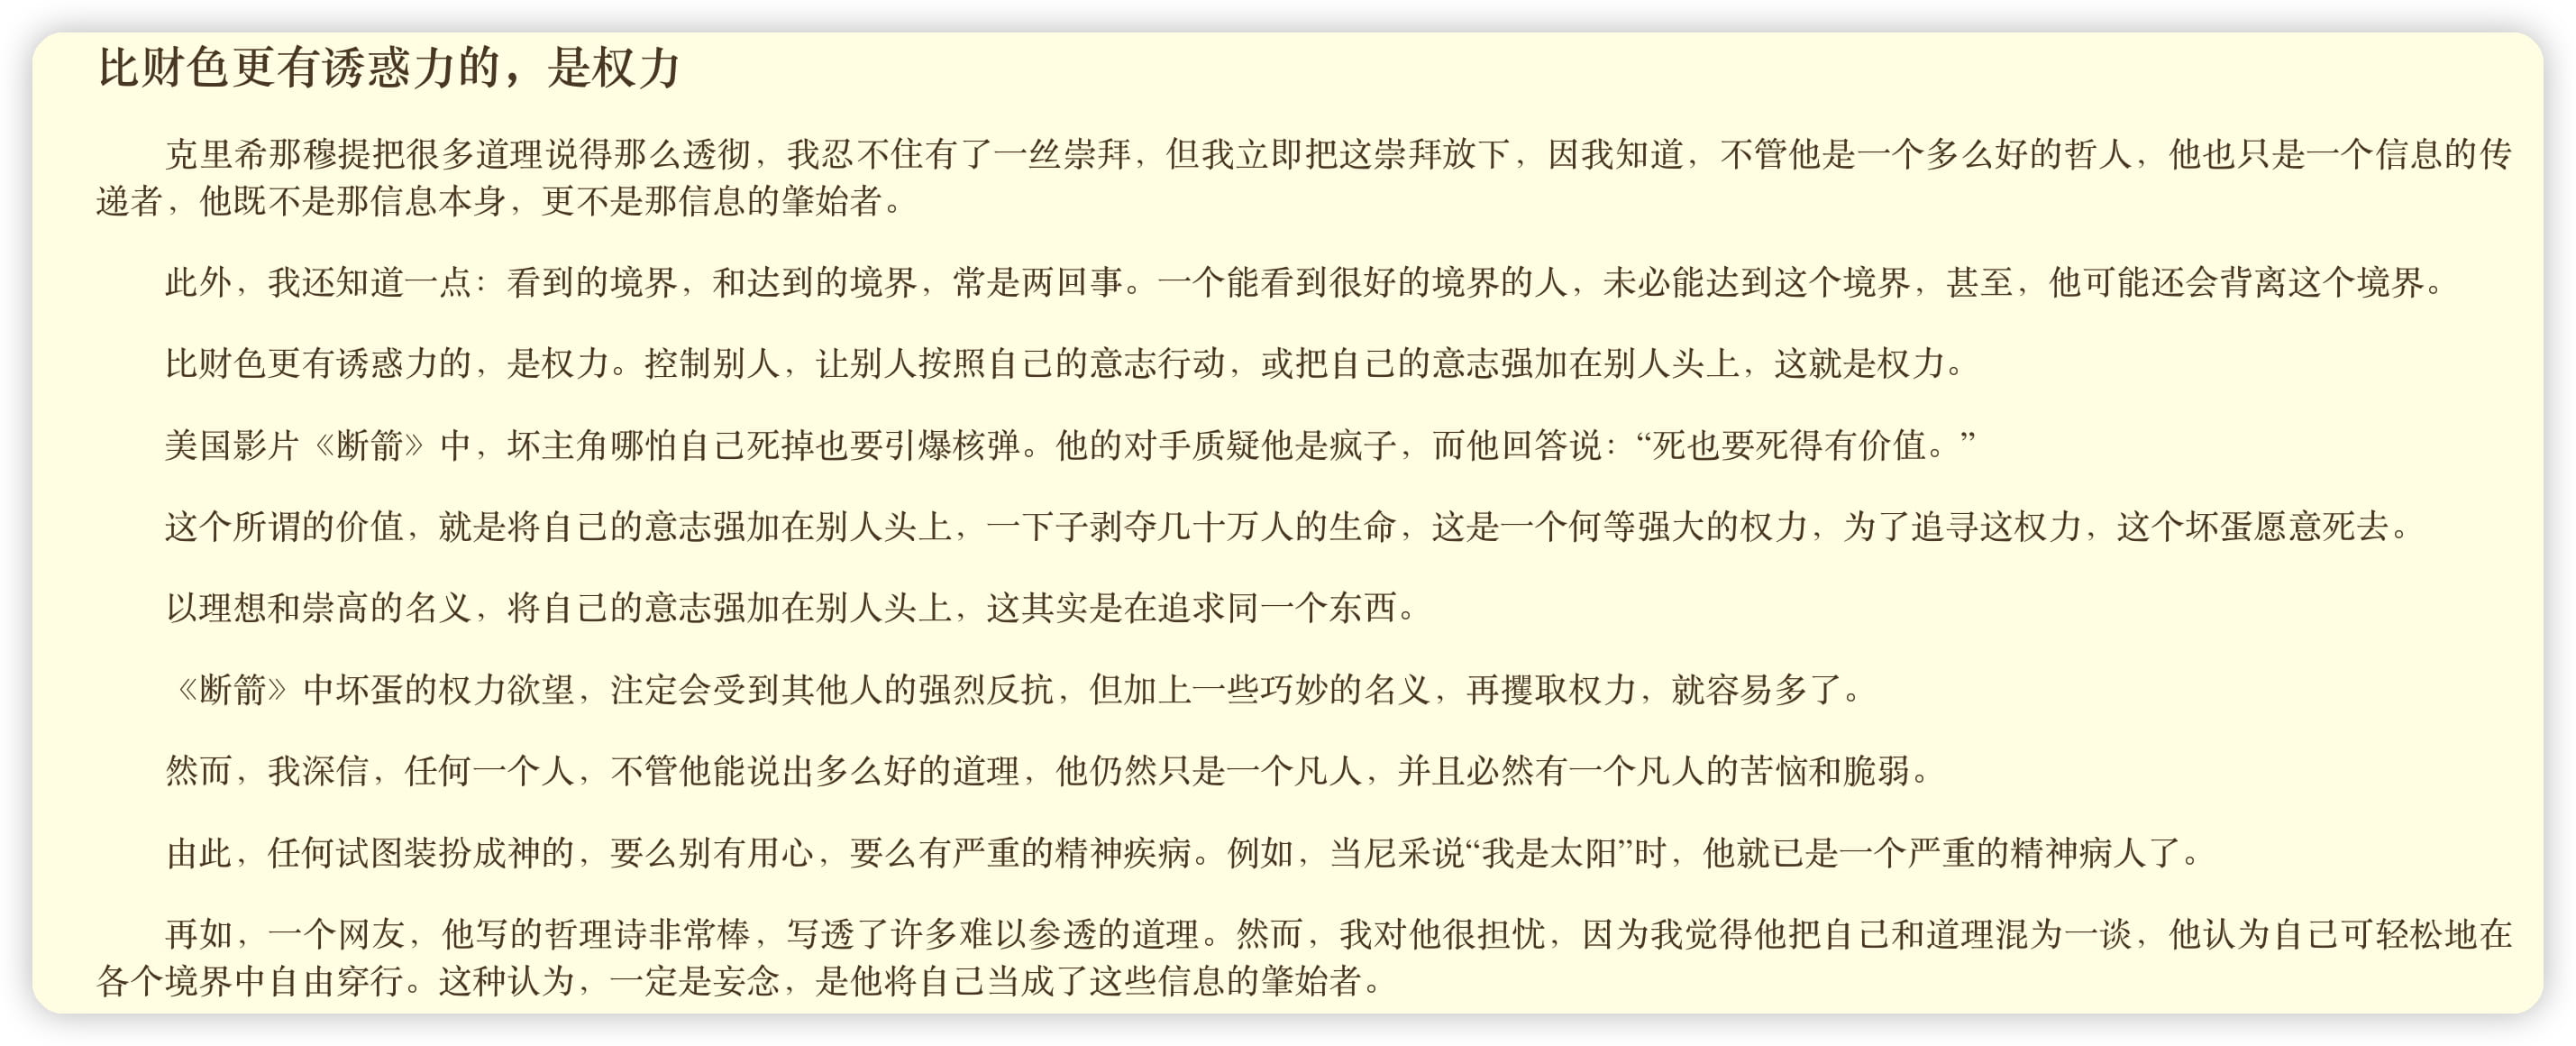 比财色更有诱惑力的，是权力
克里希那穆提把很多道理说得那么透彻，我忍不住有了一丝崇拜，但我立即把这崇拜放下，因我知道，不管他是一个多么好的哲人，他也只是一个信息的传
递者，他既不是那信息本身，更不是那信息的肇始者。
此外，我还知道一点：看到的境界，和达到的境界，常是两回事。一个能看到很好的境界的人，未必能达到这个境界，甚至，他可能还会背离这个境界。
比财色更有诱惑力的，是权力。控制别人，让别人按照自己的意志行动，或把自己的意志强加在别人头上，这就是权力。
美国影片《断箭》中，坏主角哪怕自己死掉也要引爆核弹。他的对手质疑他是疯子，而他回答说：“死也要死得有价值。”
这个所谓的价值，就是将自己的意志强加在别人头上，一下子剥夺几十万人的生命，这是一个何等强大的权力，为了追寻这权力，这个坏蛋愿意死去。
以理想和崇高的名义，将自己的意志强加在别人头上，这其实是在追求同一个东西。
《断箭》中坏蛋的权力欲望，注定会受到其他人的强烈反抗，但加上一些巧妙的名义，再攫取权力，就容易多了。
然而，我深信，任何一个人，不管他能说出多么好的道理，他仍然只是一个凡人，并且必然有一个凡人的苦恼和脆弱。
由此，任何试图装扮成神的，要么别有用心，要么有严重的精神疾病。例如，当尼采说“我是太阳”时，他就已是一个严重的精神病人了。
再如，一个网友，他写的哲理诗非常棒，写透了许多难以参透的道理。然而，我对他很担忧，因为我觉得他把自己和道理混为一谈，他认为自己可轻松地在
各个境界中自由穿行。这种认为，一定是妄念，是他将自己当成了这些信息的肇始者。